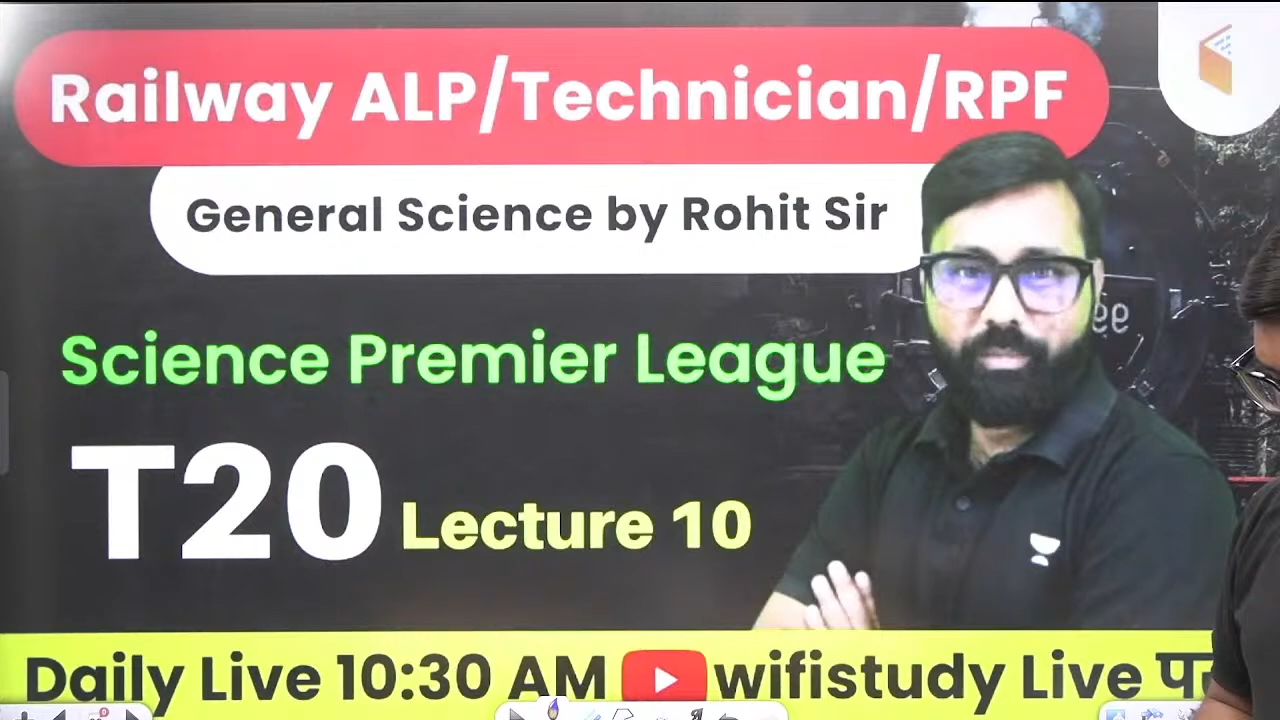 Railway ALP/Technician/RPF
General Science by Rohit Sir
Science Premier League
T20 Lecture 10
Daily Live 10:30 AM wifistudy Live